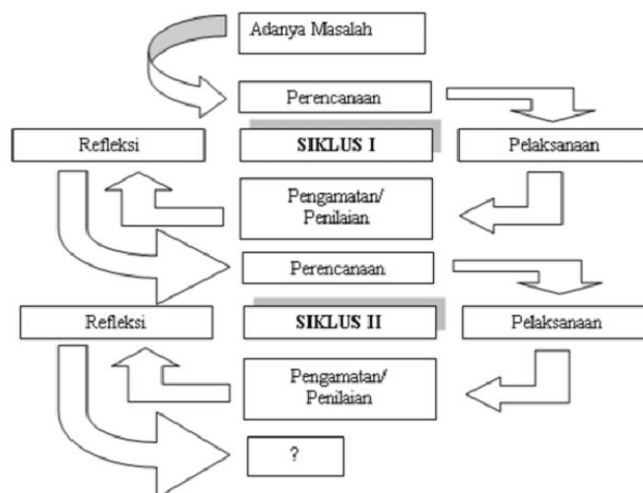 Adanya Masalah
Perencanaan
Refleksi
SIKLUS I
Pelaksanaan
Pengamatan/
Penilaian
Perencanaan
Refleksi
SIKLUS II
Pelaksanaan
Pengamatan/
Penilaian
?